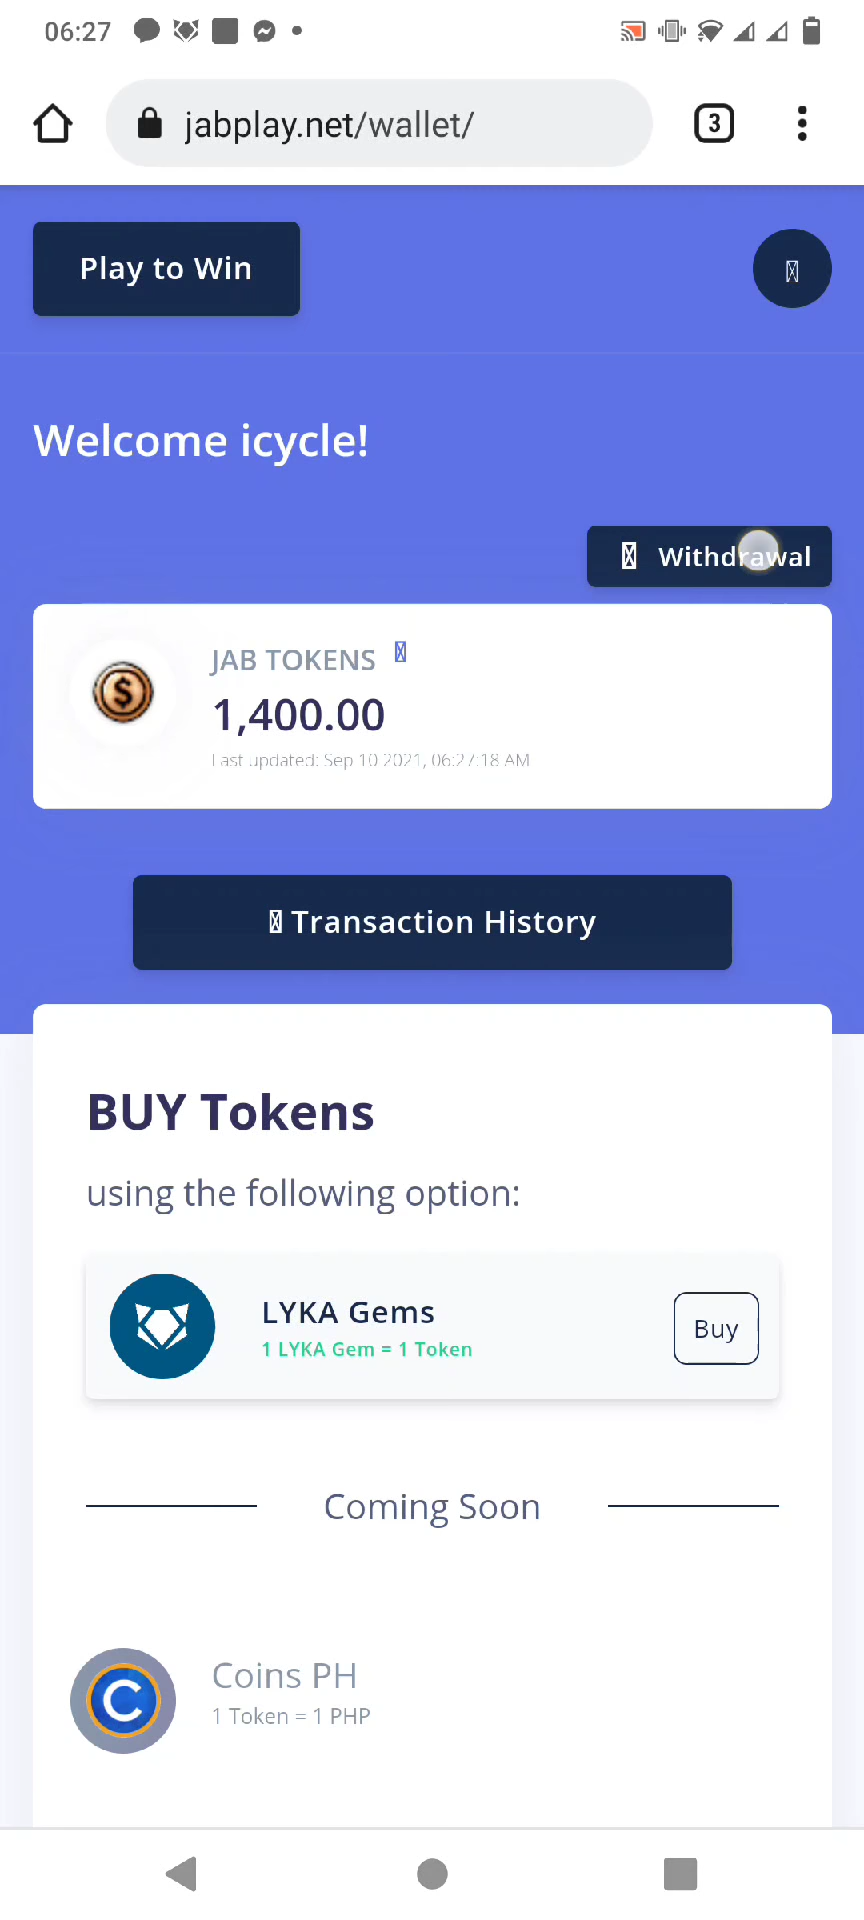 06:27
jabplay.net/wallet/
3
Play to Win
Welcome icycle!
Withdrawal
JAB TOKENS
1,400.00
Last updated: Sep 10 2021, 06:27:18 AM
Transaction History
BUY Tokens
using the following option:
LYKA Gems
1 LYKA Gem = 1 Token
Buy
Coming Soon
Coins PH
1 Token = 1 PHP